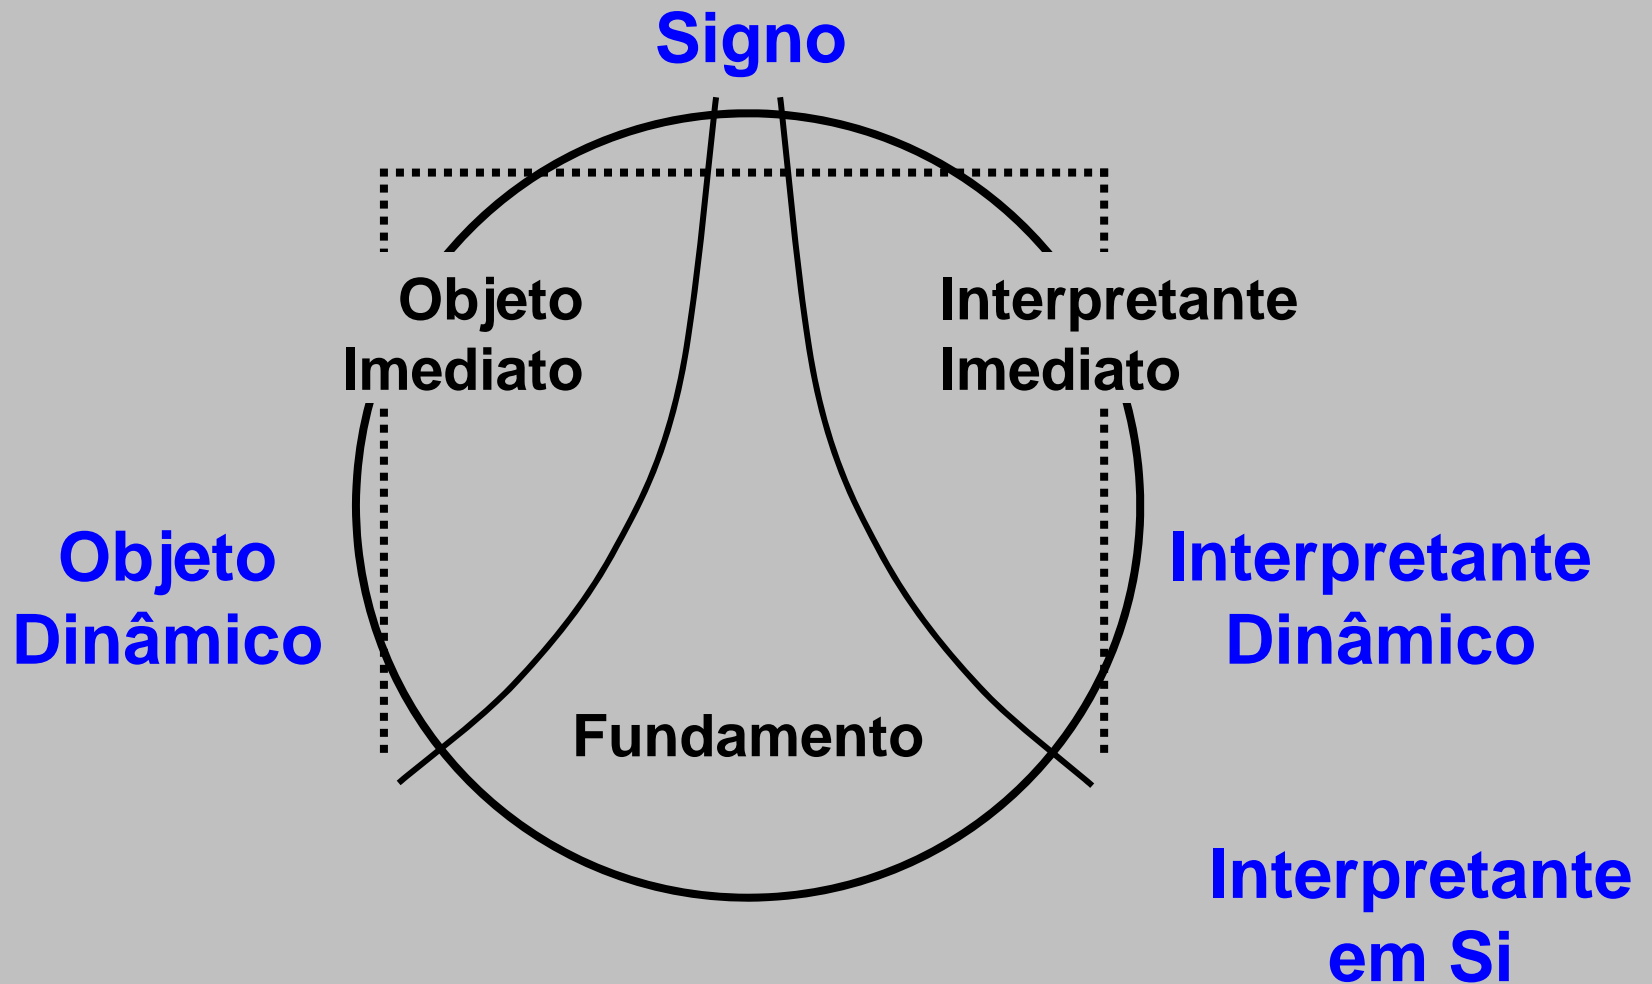 Signo
Objeto
Imediato
Interpretante
Imediato
Objeto
Dinâmico
Interpretante
Dinâmico
Fundamento
Interpretante
em Si